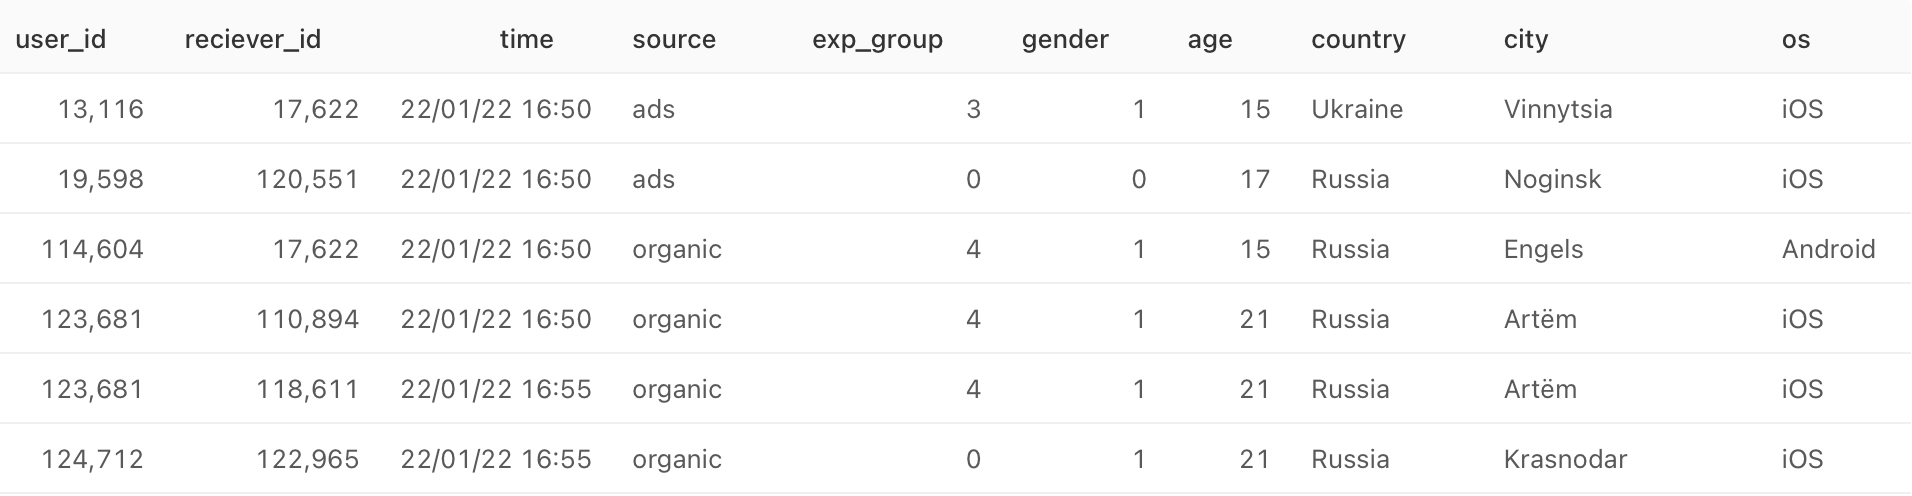 user_id reciever_id time source exp_group gender age country city os
13,116 17,622 22/01/22 16:50 ads 3 1 15 Ukraine Vinnytsia iOS
19,598 120,551 22/01/22 16:50 ads 0 0 17 Russia Noginsk iOS
114,604 17,622 22/01/22 16:50 organic 4 1 15 Russia Engels Android
123,681 110,894 22/01/22 16:50 organic 4 1 21 Russia Artëm iOS
123,681 118,611 22/01/22 16:55 organic 4 1 21 Russia Artëm iOS
124,712 122,965 22/01/22 16:55 organic 0 1 21 Russia Krasnodar iOS